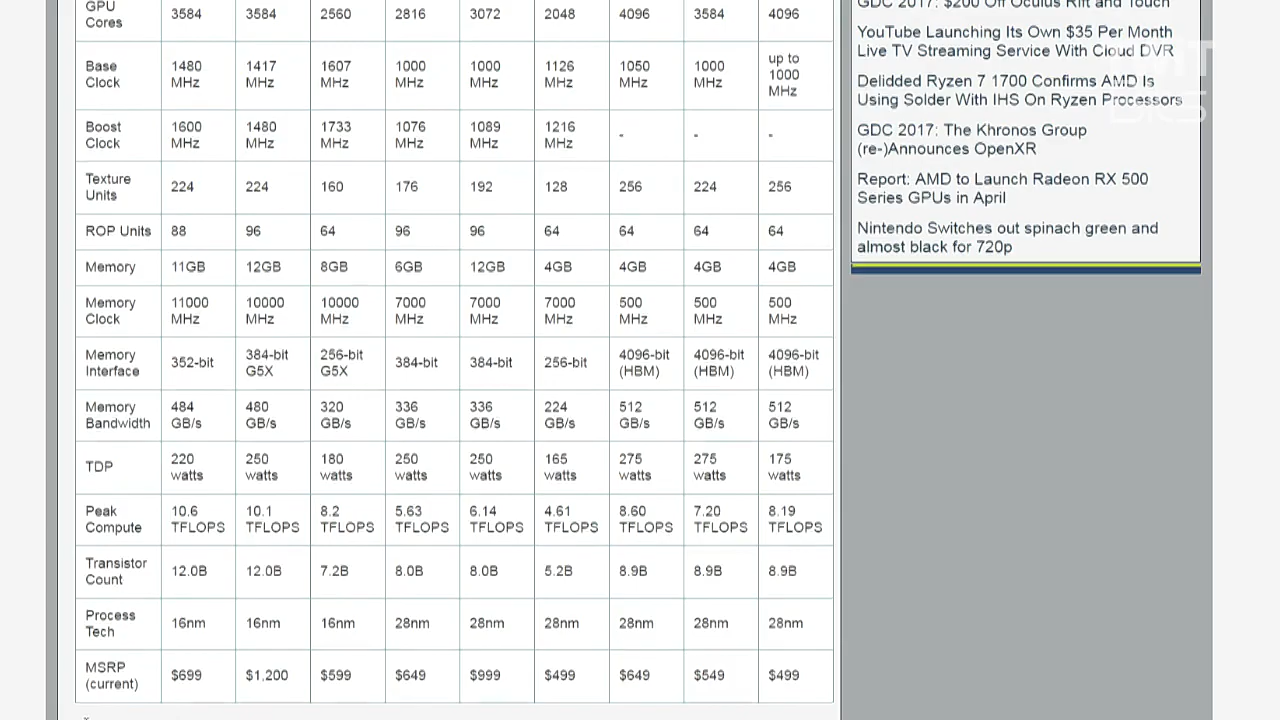 GPU
Cores 3584 3584 2560 2816 3072 2048 4096 3584 4096
Base
Clock 1480
MHz 1417
MHz 1607
MHz 1000
MHz 1000
MHz 1126
MHz 1050
MHz 1000
MHz up to
1000
MHz
Boost
Clock 1600
MHz 1480
MHz 1733
MHz 1076
MHz 1089
MHz 1216
MHz - - -
Texture
Units 224 224 160 176 192 128 256 224 256
ROP Units 88 96 64 96 96 64 64 64 64
Memory 11GB 12GB 8GB 6GB 12GB 4GB 4GB 4GB 4GB
Memory
Clock 11000
MHz 10000
MHz 10000
MHz 7000
MHz 7000
MHz 7000
MHz 500
MHz 500
MHz 500
MHz
Memory
Interface 352-bit 384-bit
G5X 256-bit
G5X 384-bit 384-bit 256-bit 4096-bit
(HBM) 4096-bit
(HBM) 4096-bit
(HBM)
Memory
Bandwidth 484
GB/s 480
GB/s 320
GB/s 336
GB/s 336
GB/s 224
GB/s 512
GB/s 512
GB/s 512
GB/s
TDP 220
watts 250
watts 180
watts 250
watts 250
watts 165
watts 275
watts 275
watts 175
watts
Peak
Compute 10.6
TFLOPS 10.1
TFLOPS 8.2
TFLOPS 5.63
TFLOPS 6.14
TFLOPS 4.61
TFLOPS 8.60
TFLOPS 7.20
TFLOPS 8.19
TFLOPS
Transistor
Count 12.0B 12.0B 7.2B 8.0B 8.0B 5.2B 8.9B 8.9B 8.9B
Process
Tech 16nm 16nm 16nm 28nm 28nm 28nm 28nm 28nm 28nm
MSRP
(current) $699 $1,200 $599 $649 $999 $499 $649 $549 $499
GDC 2017: $200 Off Oculus Rift and Touch
YouTube Launching Its Own $35 Per Month
Live TV Streaming Service With Cloud DVR
Delidded Ryzen 7 1700 Confirms AMD Is
Using Solder With IHS On Ryzen Processors
GDC 2017: The Khronos Group
(re-)Announces OpenXR
Report: AMD to Launch Radeon RX 500
Series GPUs in April
Nintendo Switches out spinach green and
almost black for 720p